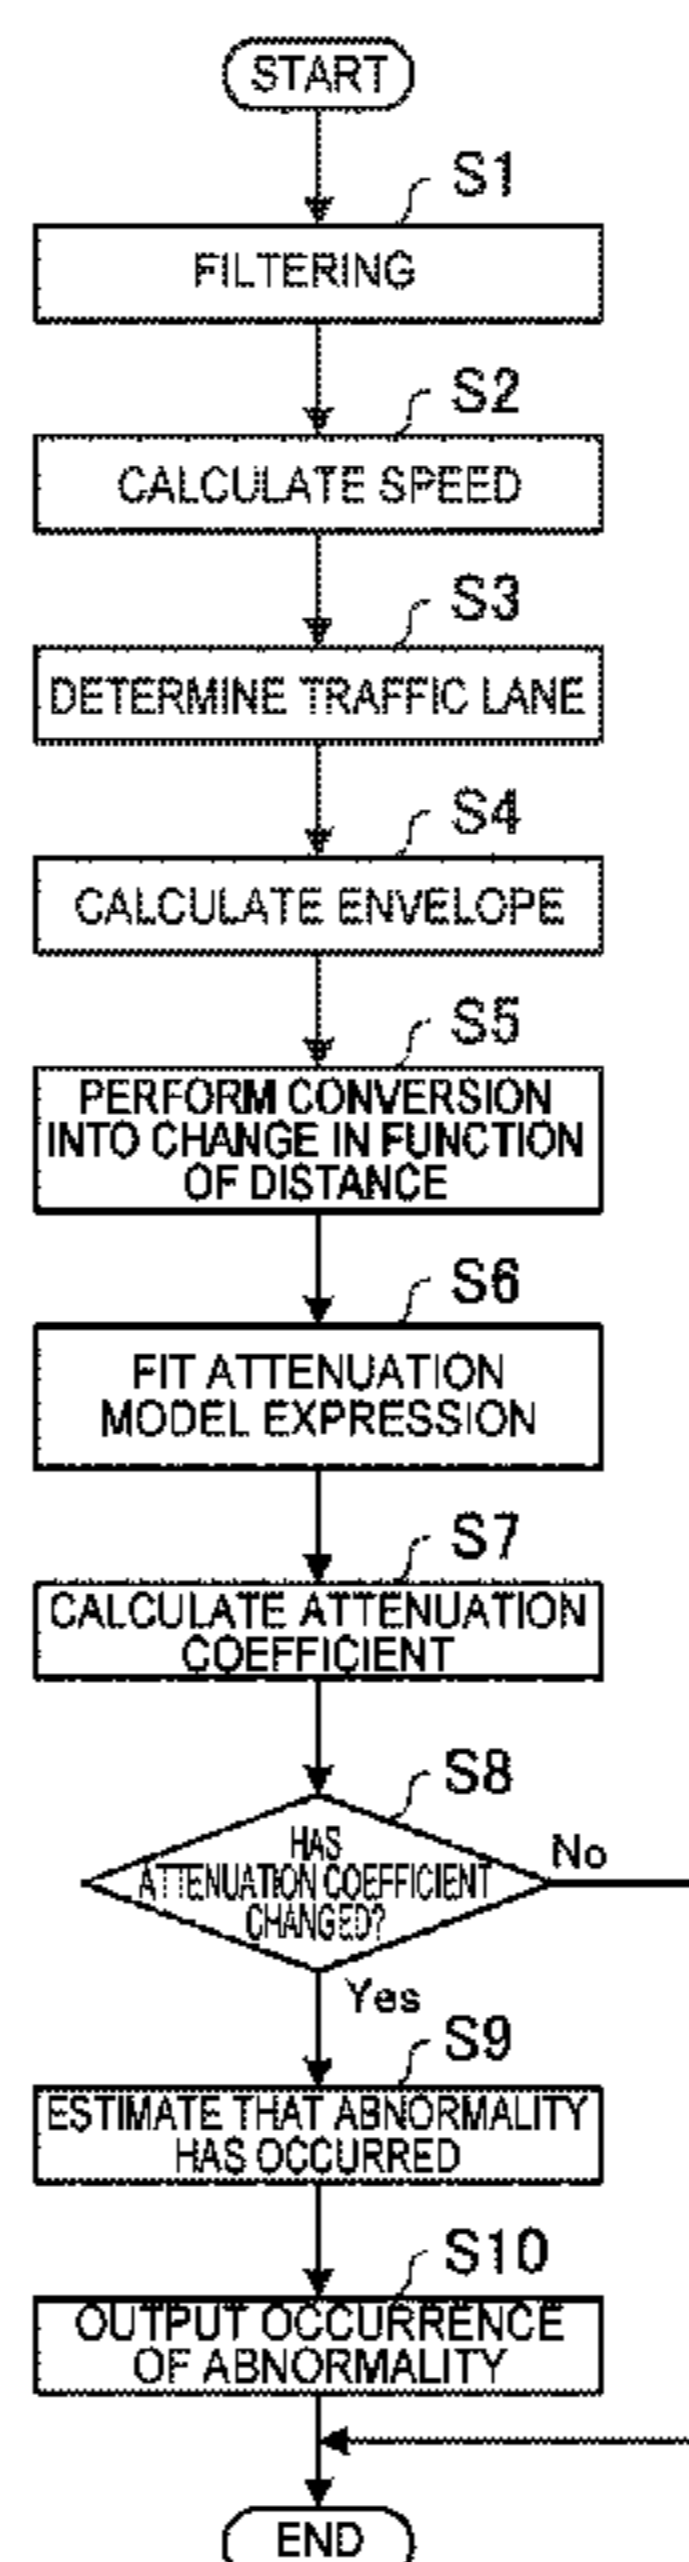 START
S1
FILTERING
S2
CALCULATE SPEED
S3
DETERMINE TRAFFIC LANE
S4
CALCULATE ENVELOPE
S5
PERFORM CONVERSION
INTO CHANGE IN FUNCTION
OF DISTANCE
S6
FIT ATTENUATION
MODEL EXPRESSION
S7
CALCULATE ATTENUATION
COEFFICIENT
S8
HAS
ATTENUATION COEFFICIENT
CHANGED?
No
Yes
S9
ESTIMATE THAT ABNORMALITY
HAS OCCURRED
S10
OUTPUT OCCURRENCE
OF ABNORMALITY
END